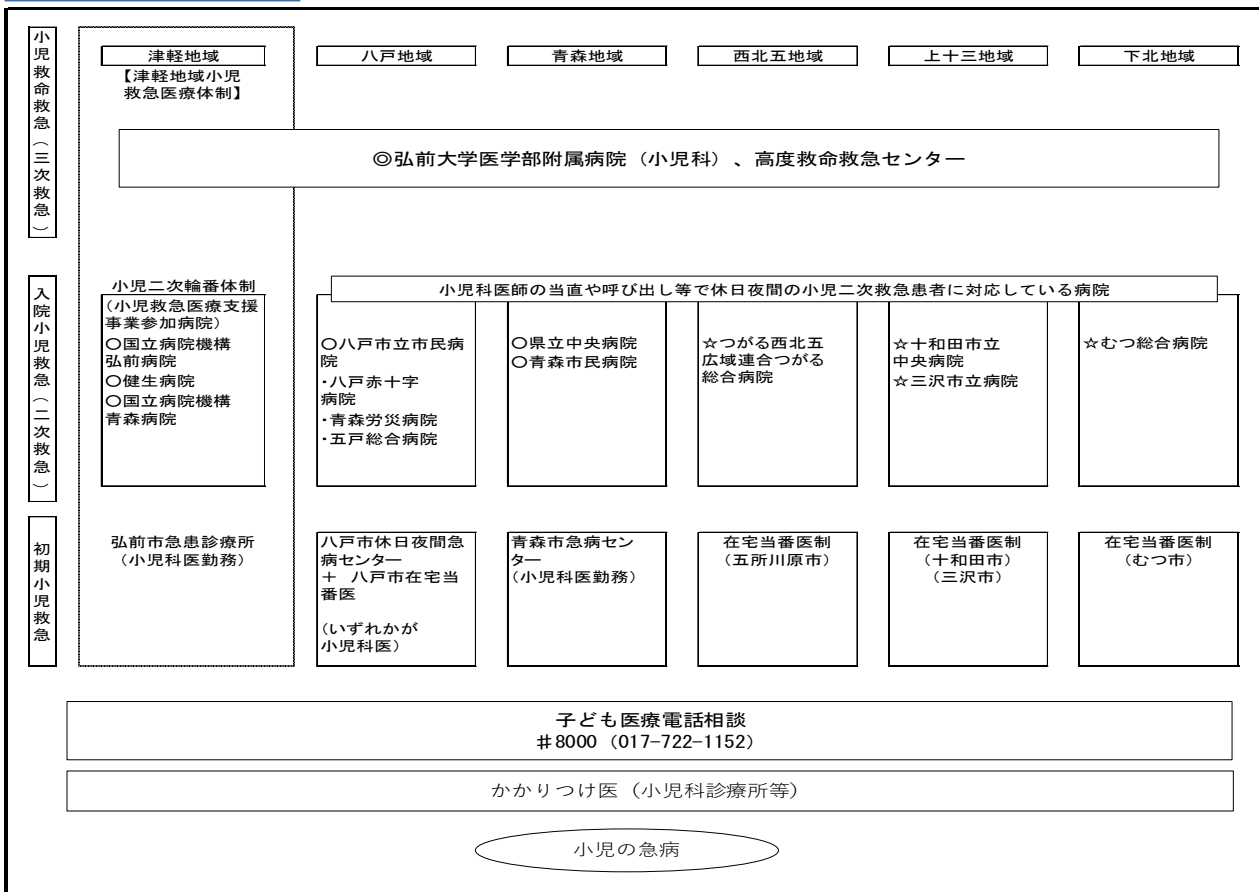 小児救命救急（三次救急）
津軽地域
八戸地域
青森地域
西北五地域
上十三地域
下北地域
【津軽地域小児
救急医療体制】
◎弘前大学医学部附属病院（小児科）、高度救命救急センター
入院小児救急（二次救急）
小児二次輪番体制
（小児救急医療支援
事業参加病院）
○国立病院機構
弘前病院
○健生病院
○国立病院機構
青森病院
小児科医師の当直や呼び出し等で休日夜間の小児二次救急患者に対応している病院
○八戸市立市民病
院
・八戸赤十字
病院
・青森労災病院
・五戸総合病院
○県立中央病院
○青森市民病院
☆つがる西北五
広域連合つがる
総合病院
☆十和田市立
中央病院
☆三沢市立病院
☆むつ総合病院
初期小児救急
弘前市急患診療所
（小児科医勤務）
八戸市休日夜間急
病センター
＋ 八戸市在宅当
番医
（いずれかが
小児科医）
青森市急病セン
ター
（小児科医勤務）
在宅当番医制
（五所川原市）
在宅当番医制
（十和田市）
（三沢市）
在宅当番医制
（むつ市）
子ども医療電話相談
＃8000（017-722-1152）
かかりつけ医（小児科診療所等）
小児の急病